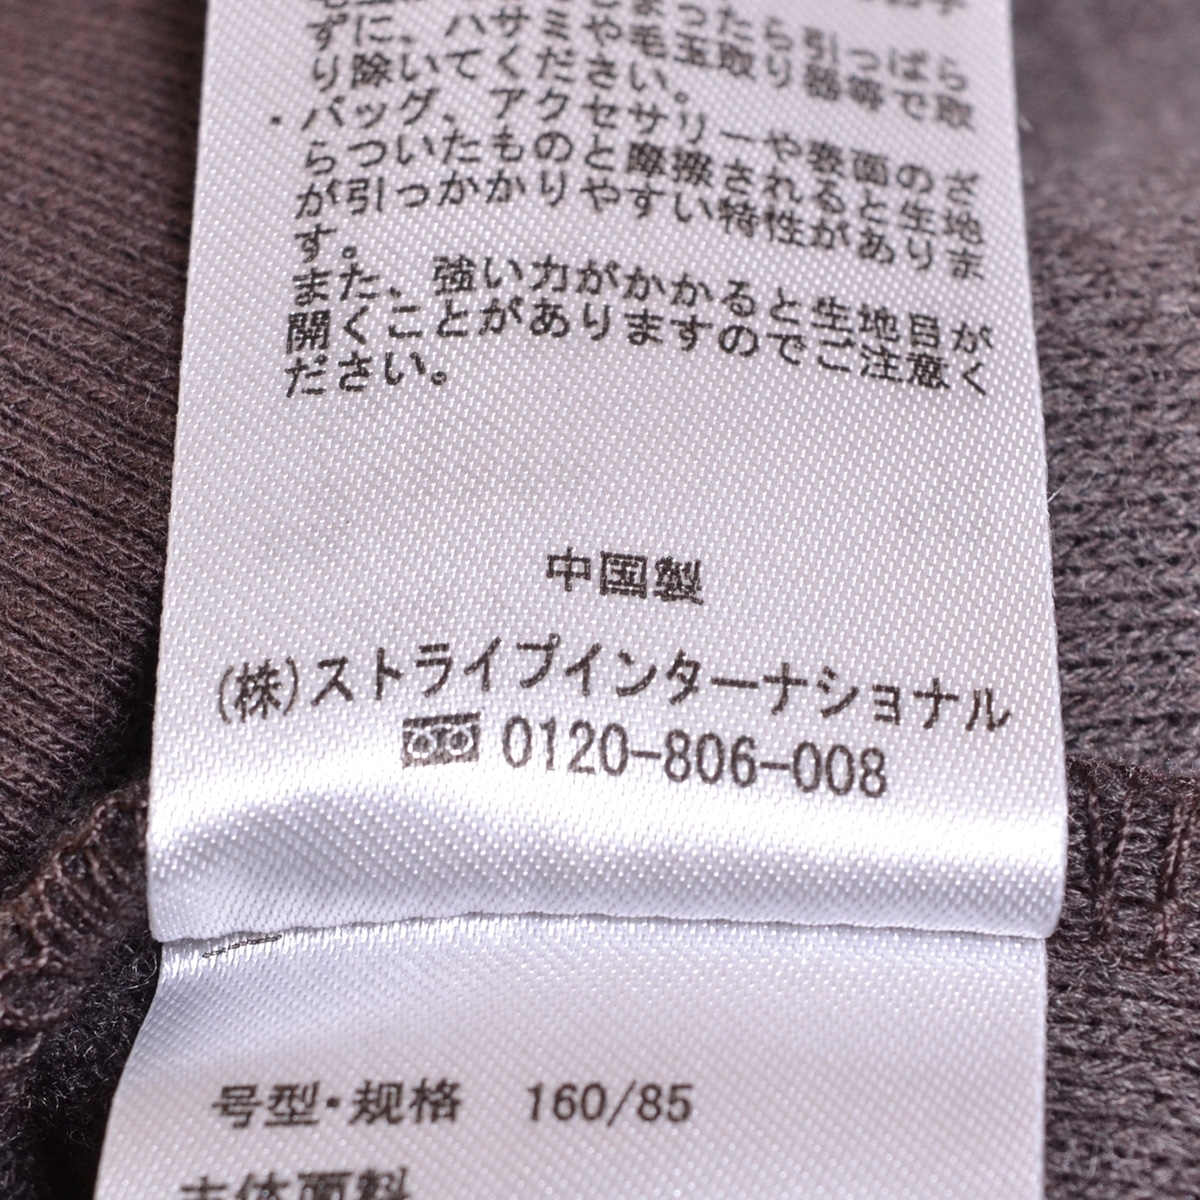 ずに、ハサミや毛玉取り器等で取
り除いてください。
・バッグ、アクセサリーや表面のざ
らついたものと摩擦されると生地
が引っかかりやすい特性がありま
す。
また、強い力がかかると生地目が
開くことがありますのでご注意く
ださい。
中国製
(株)ストライプインターナショナル
0120-806-008
号型・规格 160/85
主体面料